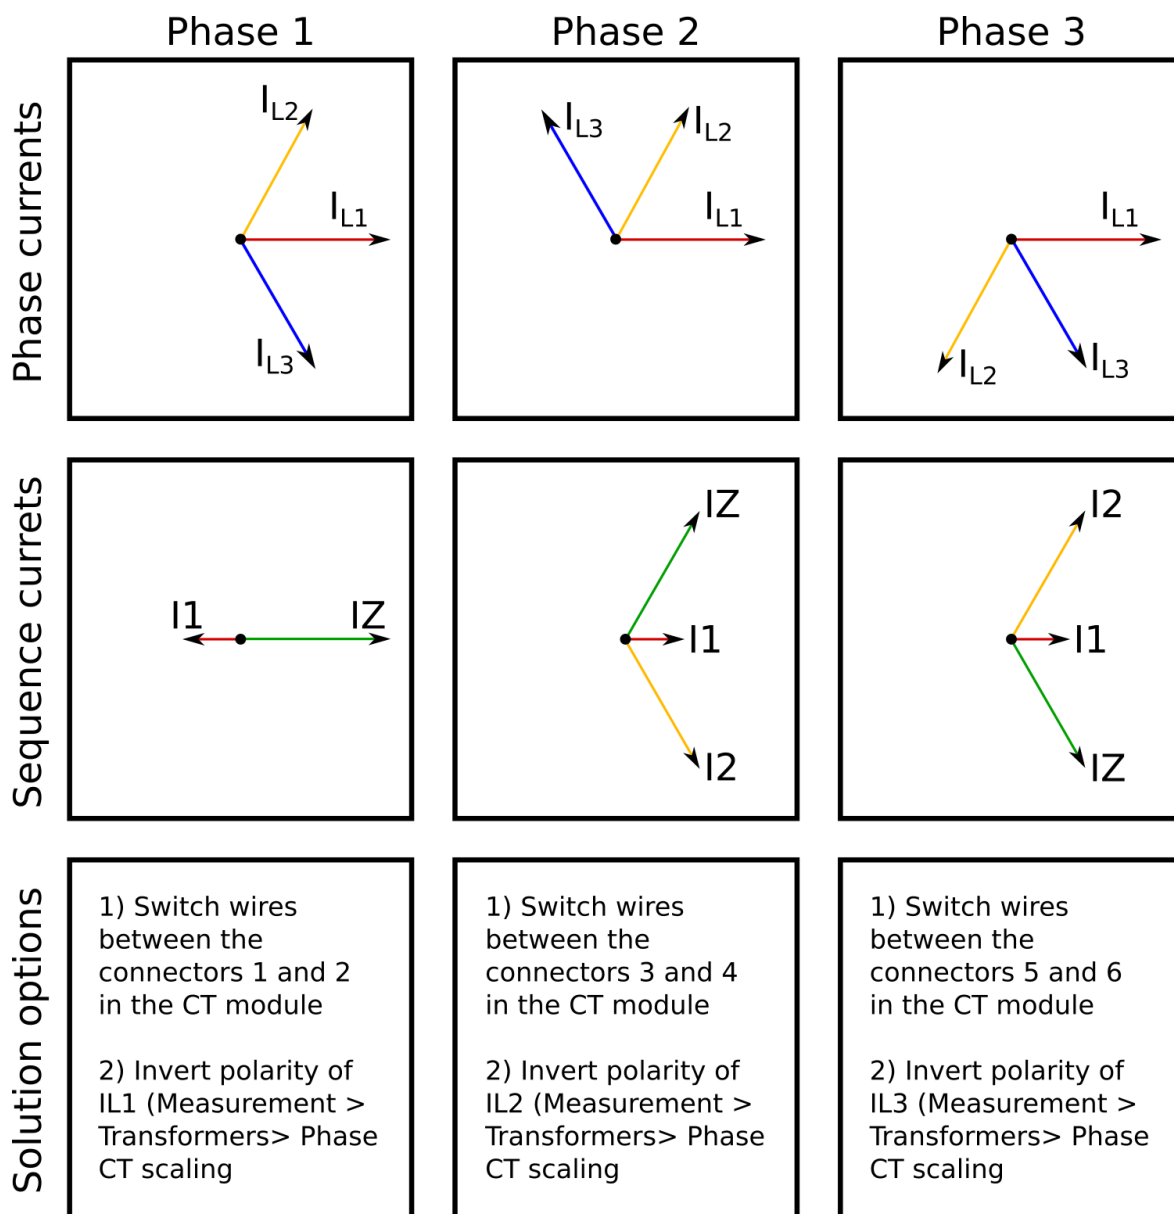 Phase 1
Phase 2
Phase 3
Phase currents
IL2
IL1
IL3
IL3
IL2
IL1
IL1
IL2
IL3
Sequence currets
I1
IZ
IZ
I1
I2
I2
I1
IZ
Solution options
1) Switch wires
between the
connectors 1 and 2
in the CT module
2) Invert polarity of
IL1 (Measurement >
Transformers> Phase
CT scaling
1) Switch wires
between the
connectors 3 and 4
in the CT module
2) Invert polarity of
IL2 (Measurement >
Transformers> Phase
CT scaling
1) Switch wires
between the
connectors 5 and 6
in the CT module
2) Invert polarity of
IL3 (Measurement >
Transformers> Phase
CT scaling